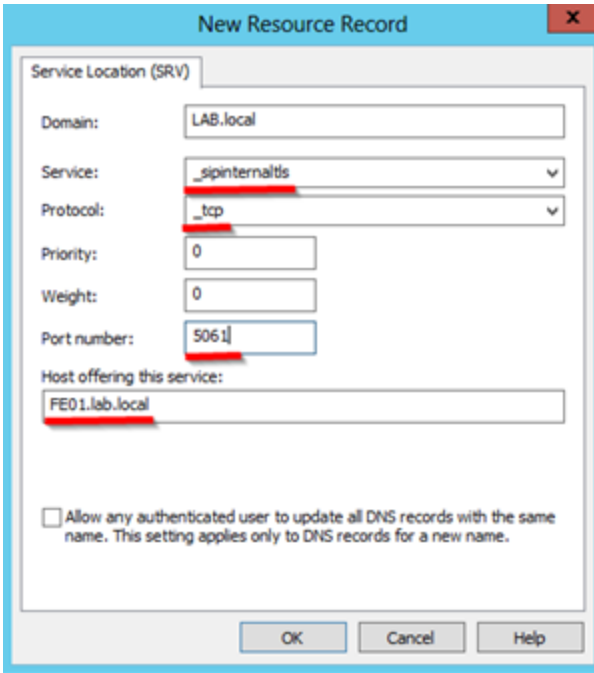 New Resource Record
x
Service Location (SRV)
Domain: LAB.local
Service: _sipinternaltls
Protocol: _tcp
Priority: 0
Weight: 0
Port number: 5061
Host offering this service:
FE01.lab.local
Allow any authenticated user to update all DNS records with the same
name. This setting applies only to DNS records for a new name.
OK Cancel Help